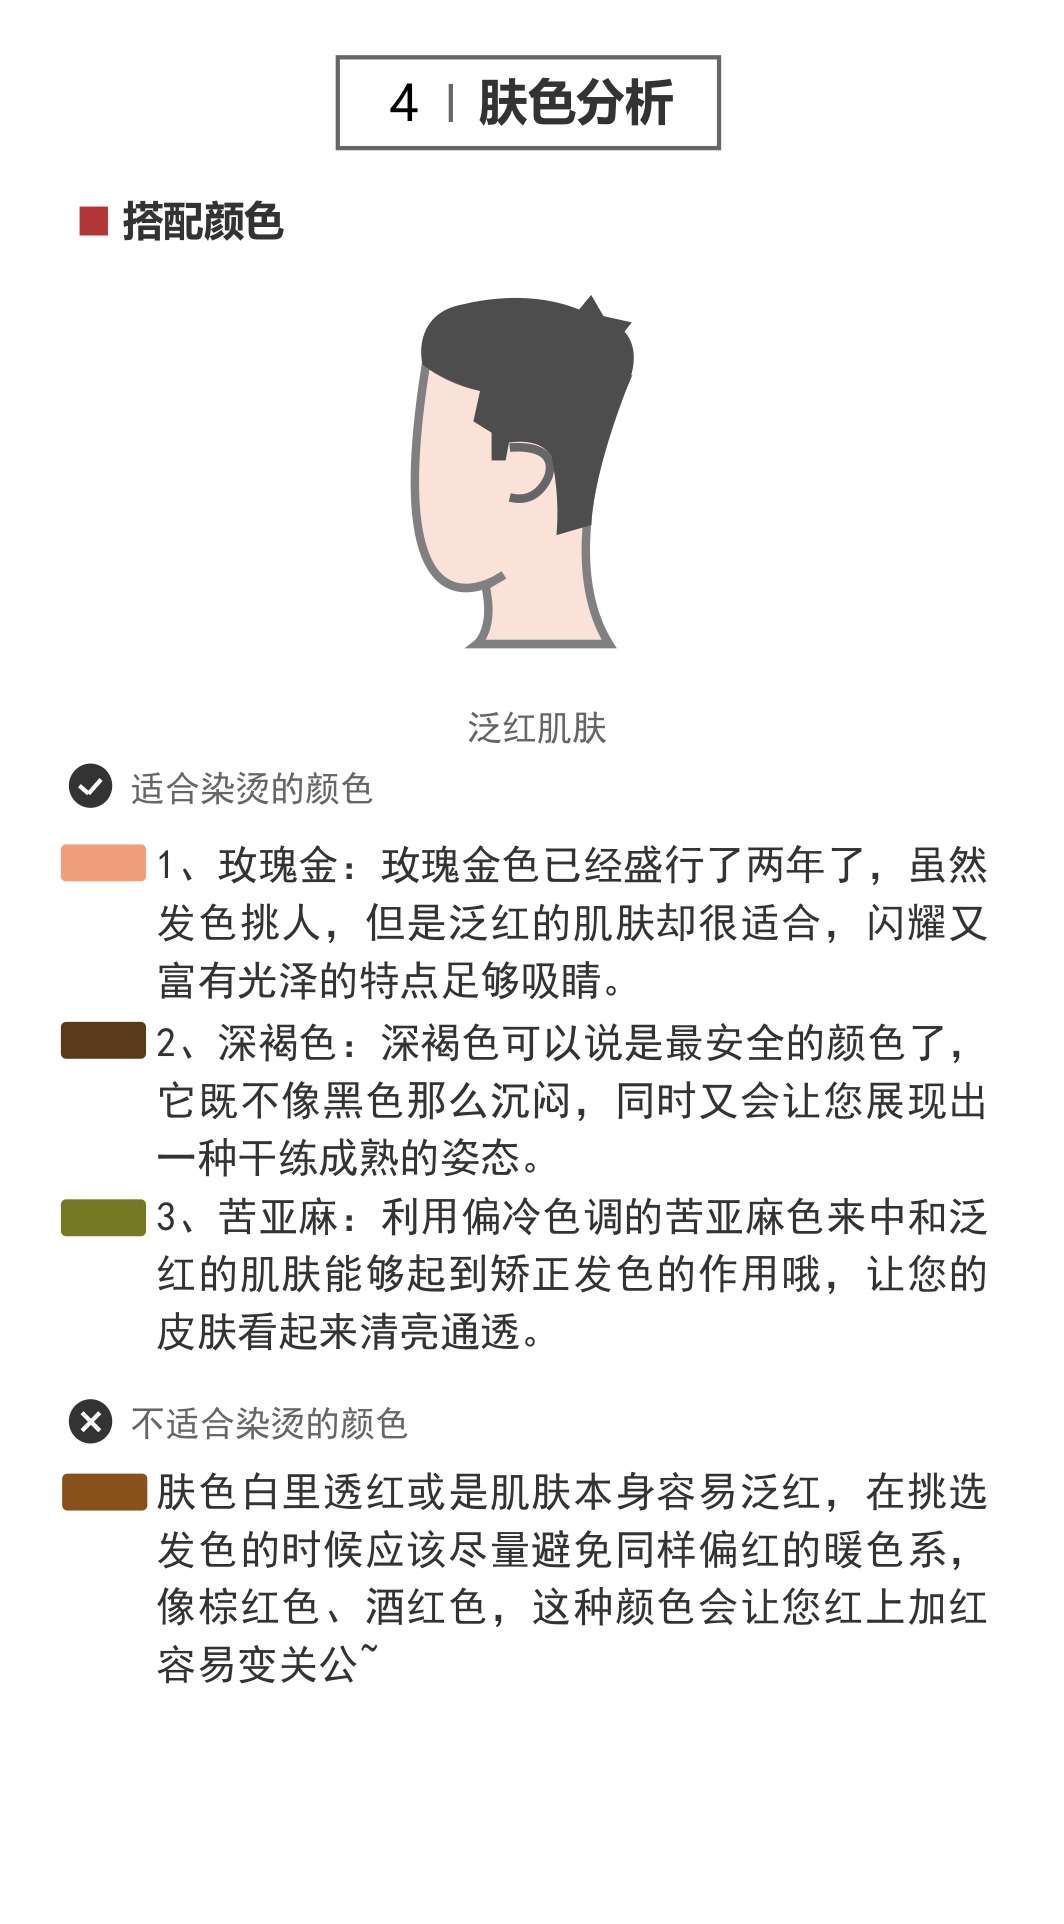 4 | 肤色分析
搭配颜色
泛红肌肤
适合染烫的颜色
1、玫瑰金：玫瑰金色已经盛行了两年了，虽然
发色挑人，但是泛红的肌肤却很适合，闪耀又
富有光泽的特点足够吸睛。
2、深褐色：深褐色可以说是最安全的颜色了，
它既不像黑色那么沉闷，同时又会让您展现出
一种干练成熟的姿态。
3、苦亚麻：利用偏冷色调的苦亚麻色来中和泛
红的肌肤能够起到矫正发色的作用哦，让您的
皮肤看起来清亮通透。
不适合染烫的颜色
肤色白里透红或是肌肤本身容易泛红，在挑选
发色的时候应该尽量避免同样偏红的暖色系，
像棕红色、酒红色，这种颜色会让您红上加红
容易变关公~